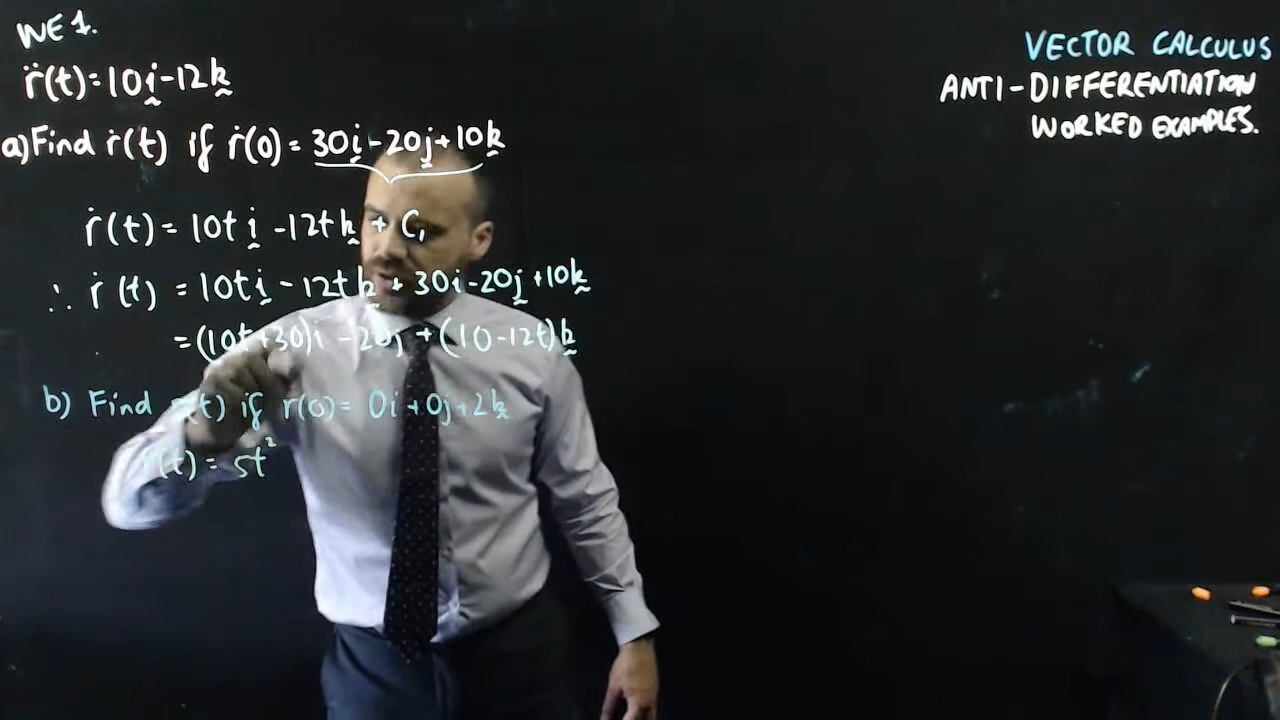 WE 1.
r̈(t)=10i-12k
a) Find ṙ(t) if ṙ(0) = 30i-20j+10k
ṙ(t) = 10t i -12t k + C₁
∴ ṙ (t) = 10t i - 12t k + 30i-20j+10k
= (10t+30)i - 20j + (10-12t)k
b) Find r(t) if r(0)= 0i+0j+2k
r(t) = 5t²
VECTOR CALCULUS
ANTI-DIFFERENTIATION
WORKED EXAMPLES.